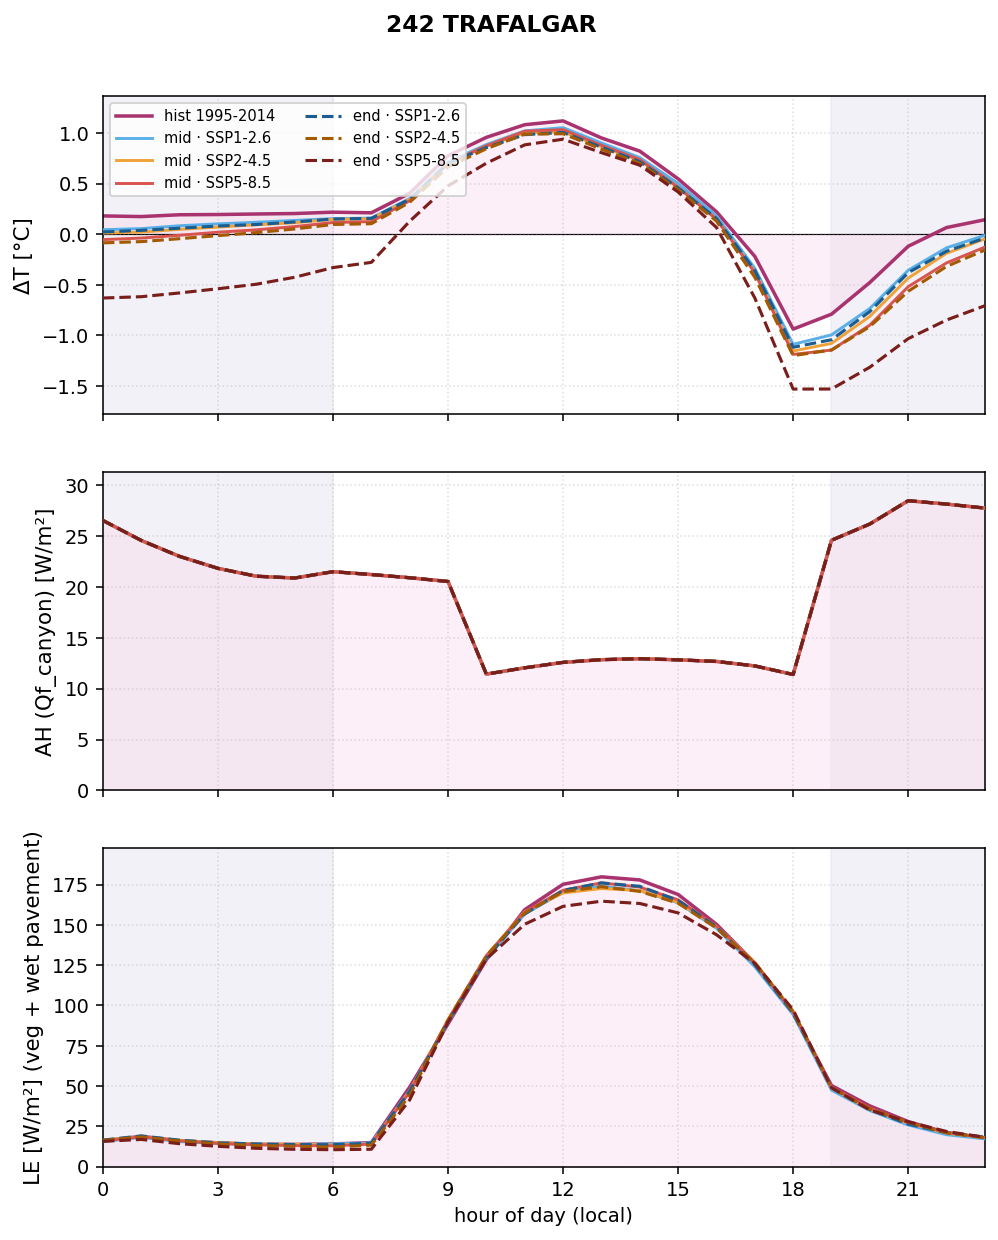 242 TRAFALGAR
hist 1995-2014
mid · SSP1-2.6
mid · SSP2-4.5
mid · SSP5-8.5
end · SSP1-2.6
end · SSP2-4.5
end · SSP5-8.5
ΔT [°C]
1.0
0.5
0.0
−0.5
−1.0
−1.5
AH (Qf_canyon) [W/m²]
30
25
20
15
10
5
0
LE [W/m²] (veg + wet pavement)
175
150
125
100
75
50
25
0
0 3 6 9 12 15 18 21
hour of day (local)